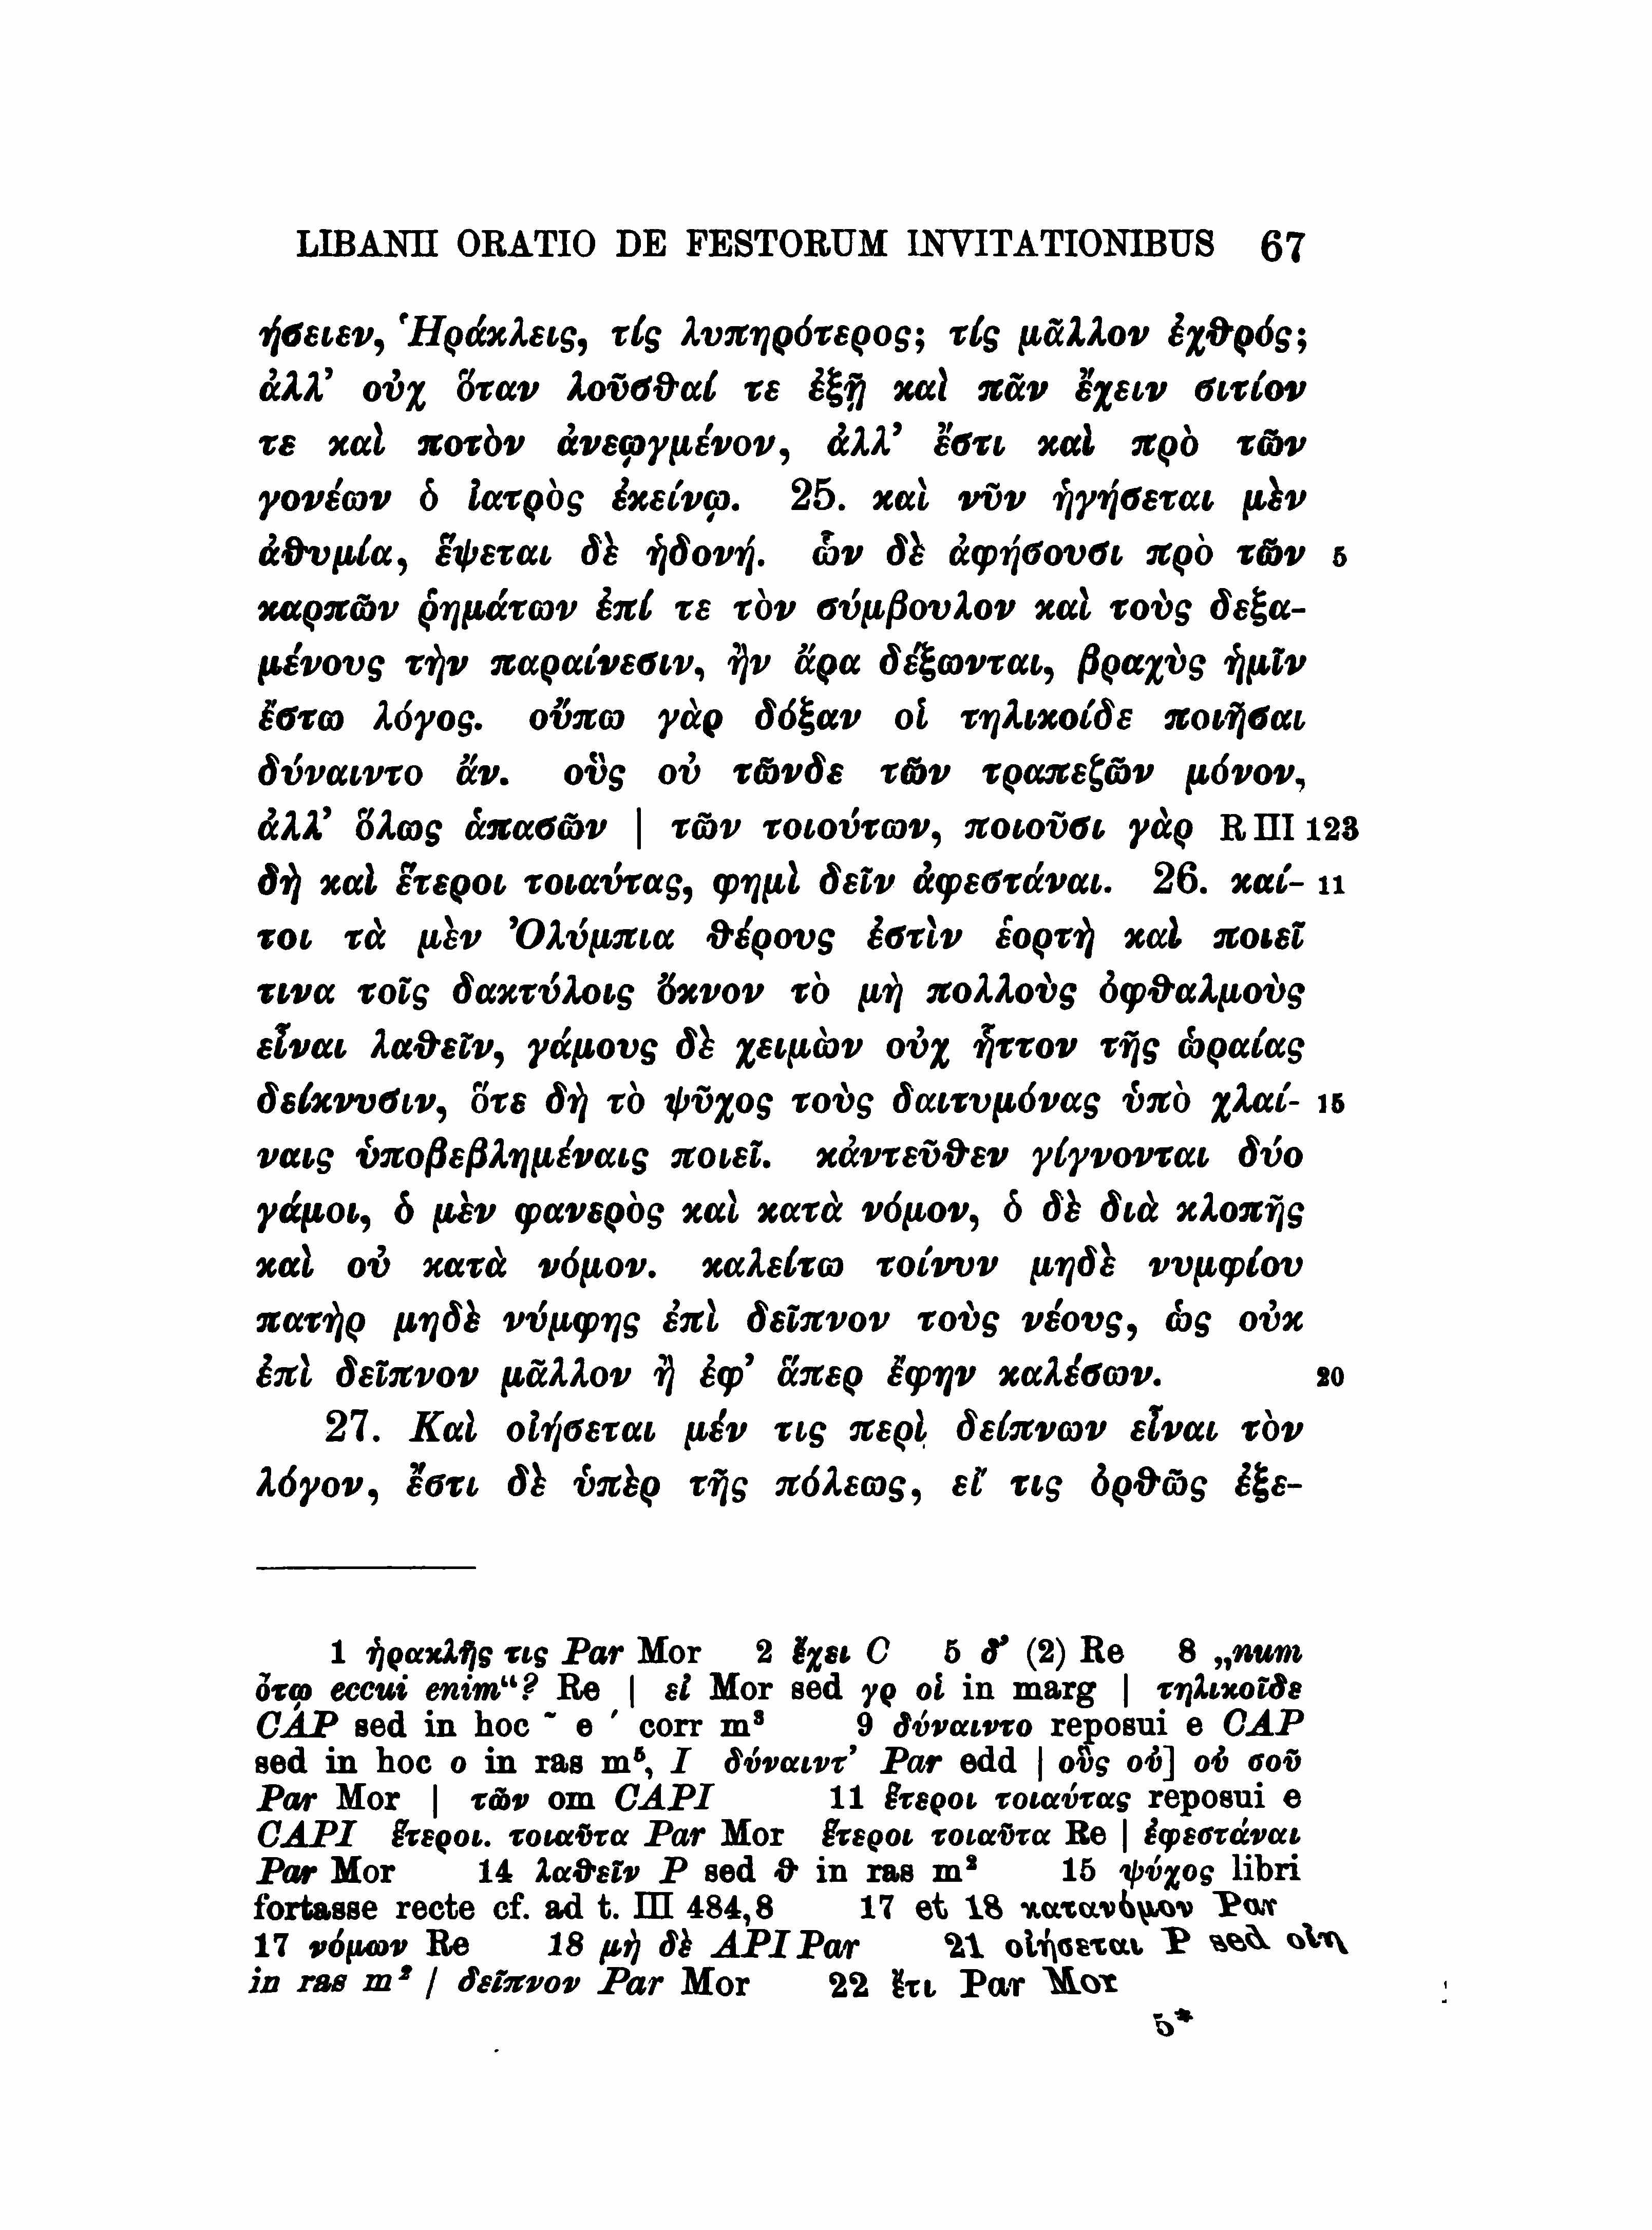 LIBANII ORATIO DE FESTORUM INVITATIONIBUS 67
ήσειεν, Ἡράκλεις, τίς λυπηρότερος; τίς μᾶλλον ἐχθρός;
ἀλλ’ οὐχ ὅταν λοῦσθαί τε ἐξῇ καὶ πᾶν ἔχειν σιτίον
τε καὶ ποτὸν ἀνεῳγμένον, ἀλλ’ ἔστι καὶ πρὸ τῶν
γονέων ὁ ἰατρὸς ἐκείνῳ. 25. καὶ νῦν ἡγήσεται μὲν
ἀθυμία, ἕψεται δὲ ἡδονή. ὧν δὲ ἀφήσουσι πρὸ τῶν 5
καρπῶν ῥημάτων ἐπί τε τὸν σύμβουλον καὶ τοὺς δεξα-
μένους τὴν παραίνεσιν, ἢν ἄρα δέξωνται, βραχὺς ἡμῖν
ἔστω λόγος. οὔπω γὰρ δόξαν οἱ τηλικοίδε ποιῆσαι
δύναιντο ἄν. οὓς οὐ τῶνδε τῶν τραπεζῶν μόνον,
ἀλλ’ ὅλως ἁπασῶν | τῶν τοιούτων, ποιοῦσι γὰρ R III 123
δὴ καὶ ἕτεροι τοιαύτας, φημὶ δεῖν ἀφεστάναι. 26. καί- 11
τοι τὰ μὲν Ὀλύμπια θέρους ἐστὶν ἑορτὴ καὶ ποιεῖ
τινα τοῖς δακτύλοις ὄκνον τὸ μὴ πολλοὺς ὀφθαλμοὺς
εἶναι λαθεῖν, γάμους δὲ χειμὼν οὐχ ἧττον τῆς ὡραίας
δείκνυσιν, ὅτε δὴ τὸ ψῦχος τοὺς δαιτυμόνας ὑπὸ χλαί- 15
ναις ὑποβεβλημέναις ποιεῖ. κἀντεῦθεν γίγνονται δύο
γάμοι, ὁ μὲν φανερὸς καὶ κατὰ νόμον, ὁ δὲ διὰ κλοπῆς
καὶ οὐ κατὰ νόμον. καλείτω τοίνυν μηδὲ νυμφίου
πατὴρ μηδὲ νύμφης ἐπὶ δεῖπνον τοὺς νέους, ὡς οὐκ
ἐπὶ δεῖπνον μᾶλλον ἢ ἐφ’ ἅπερ ἔφην καλέσων. 20
27. Καὶ οἰήσεται μέν τις περὶ δείπνων εἶναι τὸν
λόγον, ἔστι δὲ ὑπὲρ τῆς πόλεως, εἴ τις ὀρθῶς ἐξε-
1 ἡρακλῆς τις Par Mor 2 ἔχει C 5 δ’ (2) Re 8 „num
ὅτῳ eccui enim“? Re | εἰ Mor sed γρ οἱ in marg | τηλικοῖδε
CAP sed in hoc ῀ e ΄ corr m³ 9 δύναιντο reposui e CAP
sed in hoc o in ras m⁵, I δύναιντ’ Par edd | οὓς οὐ] οὐ σοῦ
Par Mor | τῶν om CAPI 11 ἕτεροι τοιαύτας reposui e
CAPI ἕτεροι. τοιαῦτα Par Mor ἕτεροι τοιαῦτα Re | ἐφεστάναι
Par Mor 14 λαθεῖν P sed θ in ras m² 15 ψύχος libri
fortasse recte cf. ad t. III 484,8 17 et 18 κατανόμον Par
17 νόμων Re 18 μὴ δὲ API Par 21 οἰήσεται P sed οἰη
in ras m² | δεῖπνον Par Mor 22 ἔτι Par Mor
5*